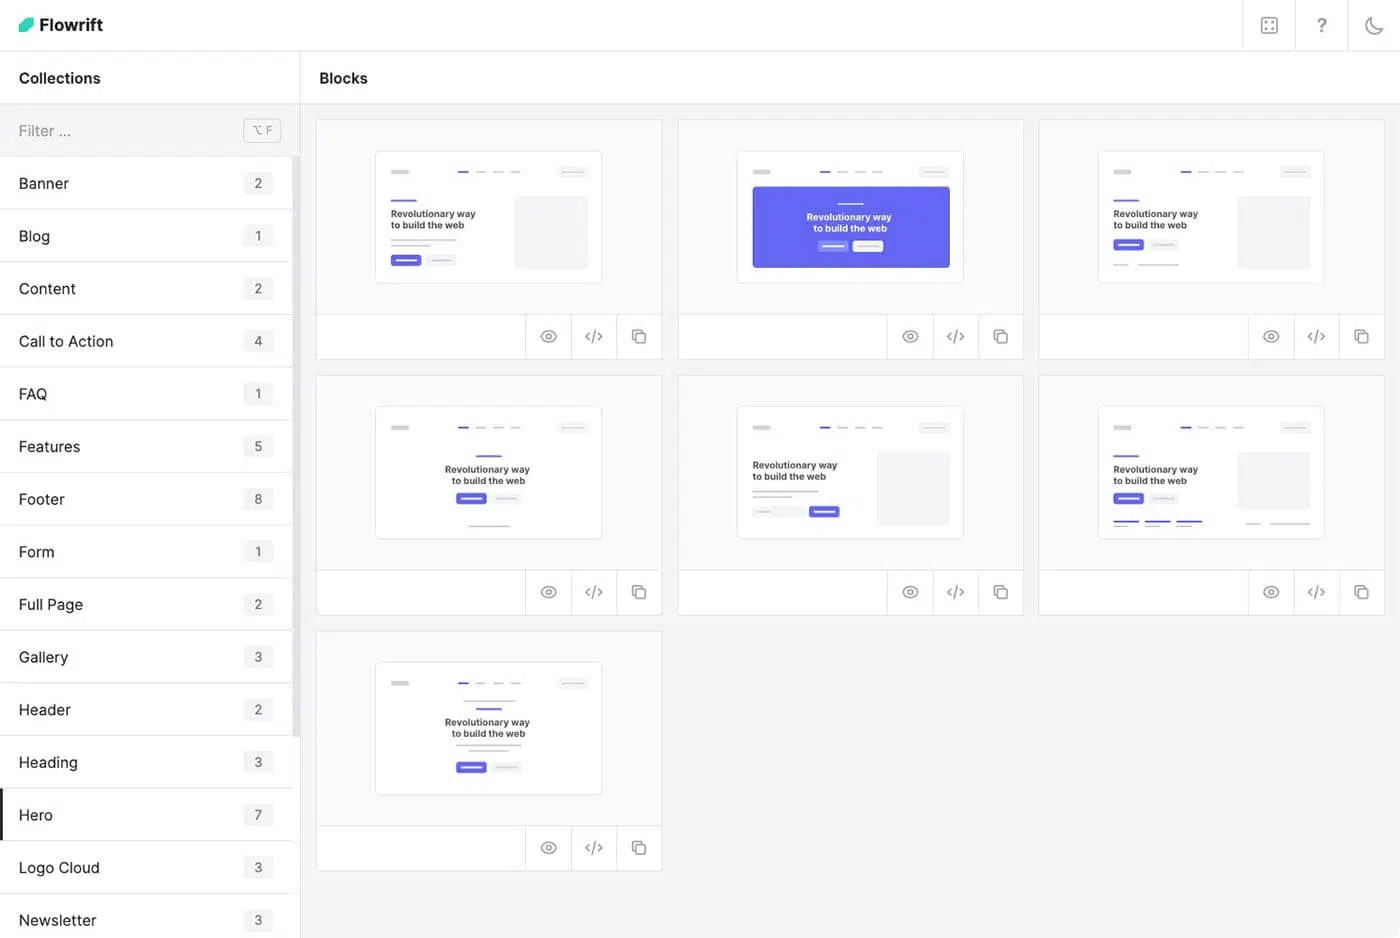 Flowrift
?
Collections
Blocks
Filter ...
⌥ F
Banner 2
Blog 1
Content 2
Call to Action 4
FAQ 1
Features 5
Footer 8
Form 1
Full Page 2
Gallery 3
Header 2
Heading 3
Hero 7
Logo Cloud 3
Newsletter 3
Revolutionary way
to build the web
</>
Revolutionary way
to build the web
</>
Revolutionary way
to build the web
</>
Revolutionary way
to build the web
</>
Revolutionary way
to build the web
</>
Revolutionary way
to build the web
</>
Revolutionary way
to build the web
</>